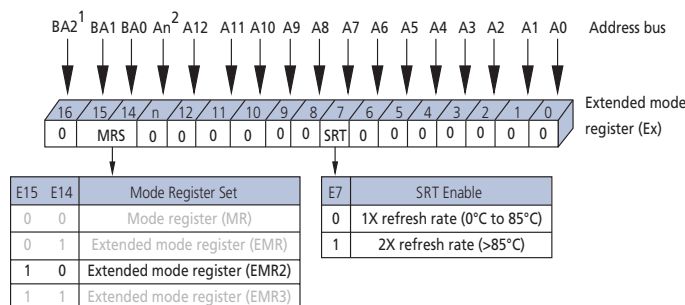 BA2¹ BA1 BA0 An² A12 A11 A10 A9 A8 A7 A6 A5 A4 A3 A2 A1 A0 Address bus
16 15 14 n 12 11 10 9 8 7 6 5 4 3 2 1 0 Extended mode
register (Ex)
0 MRS 0 0 0 0 0 0 SRT 0 0 0 0 0 0 0
E15 E14 Mode Register Set
0 0 Mode register (MR)
0 1 Extended mode register (EMR)
1 0 Extended mode register (EMR2)
1 1 Extended mode register (EMR3)
E7 SRT Enable
0 1X refresh rate (0°C to 85°C)
1 2X refresh rate (>85°C)